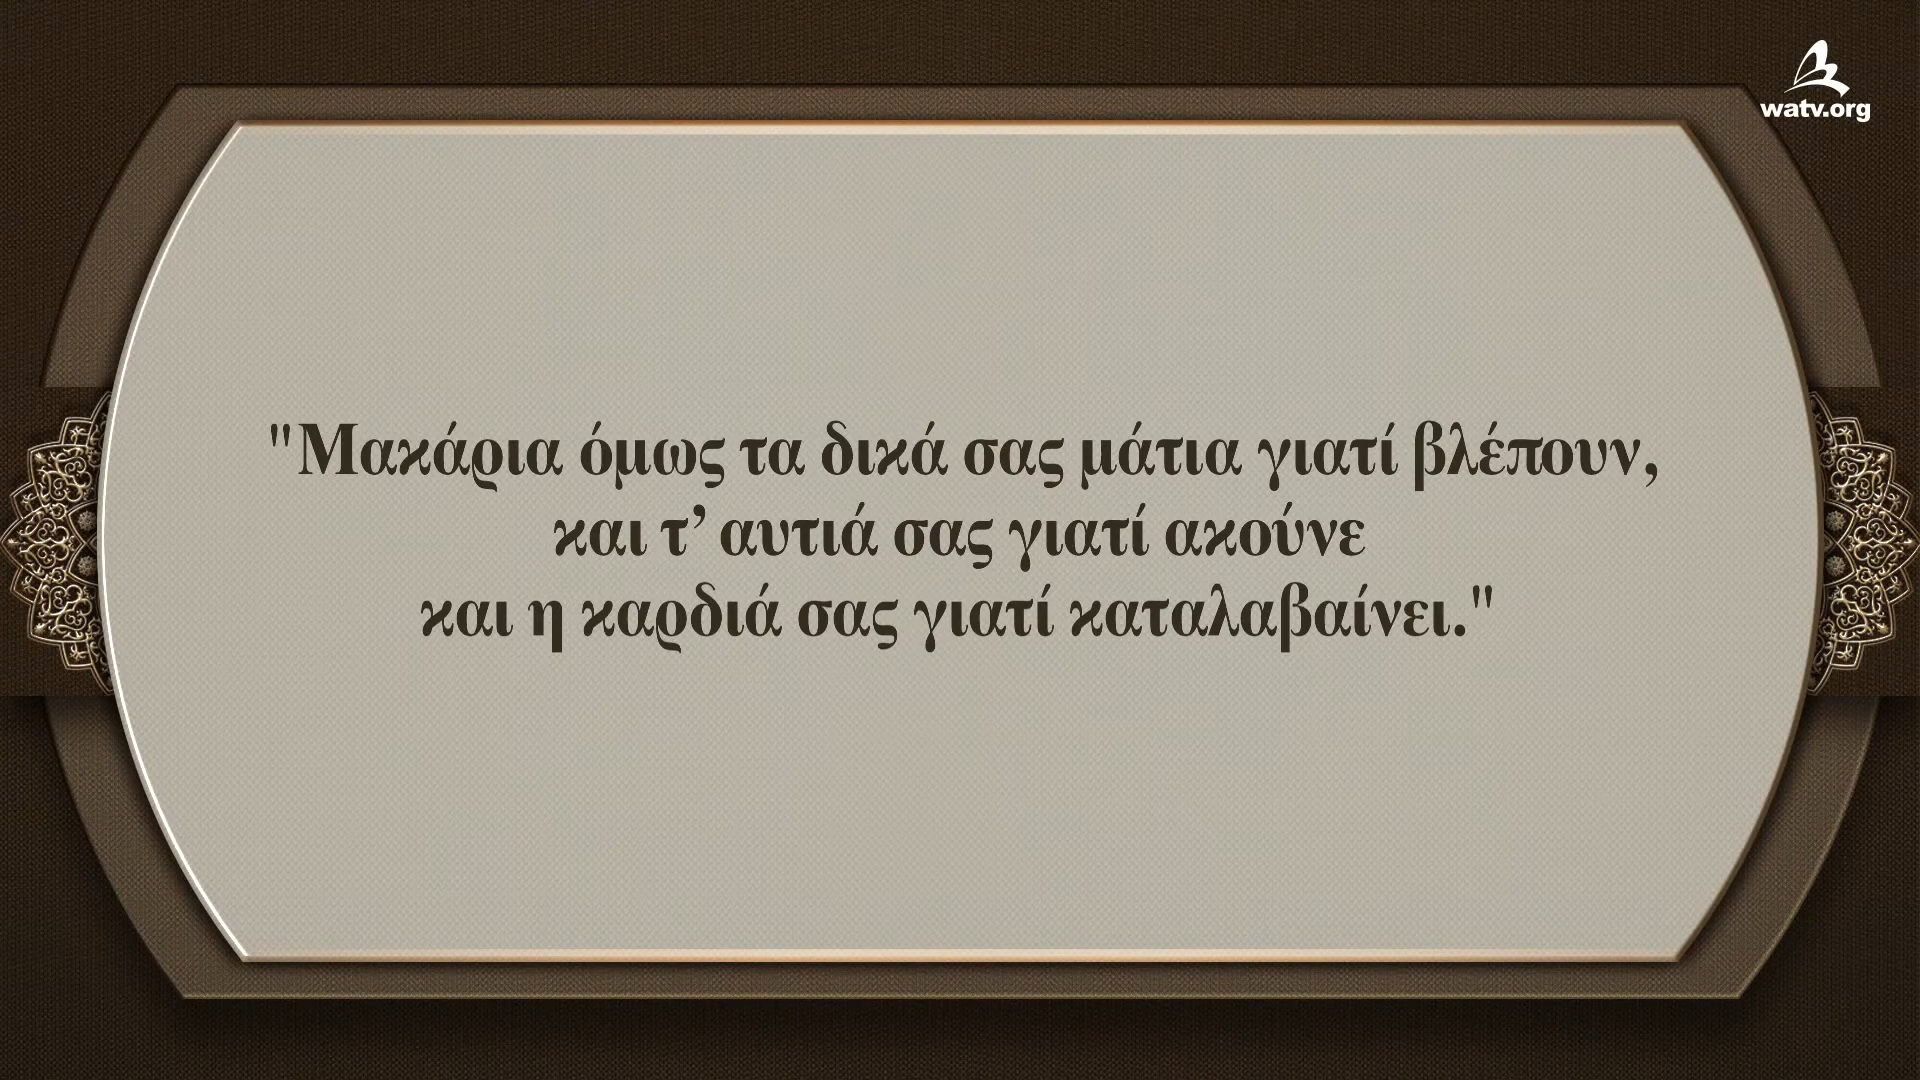 watv.org
"Μακάρια όμως τα δικά σας μάτια γιατί βλέπουν,
και τ’ αυτιά σας γιατί ακούνε
και η καρδιά σας γιατί καταλαβαίνει."